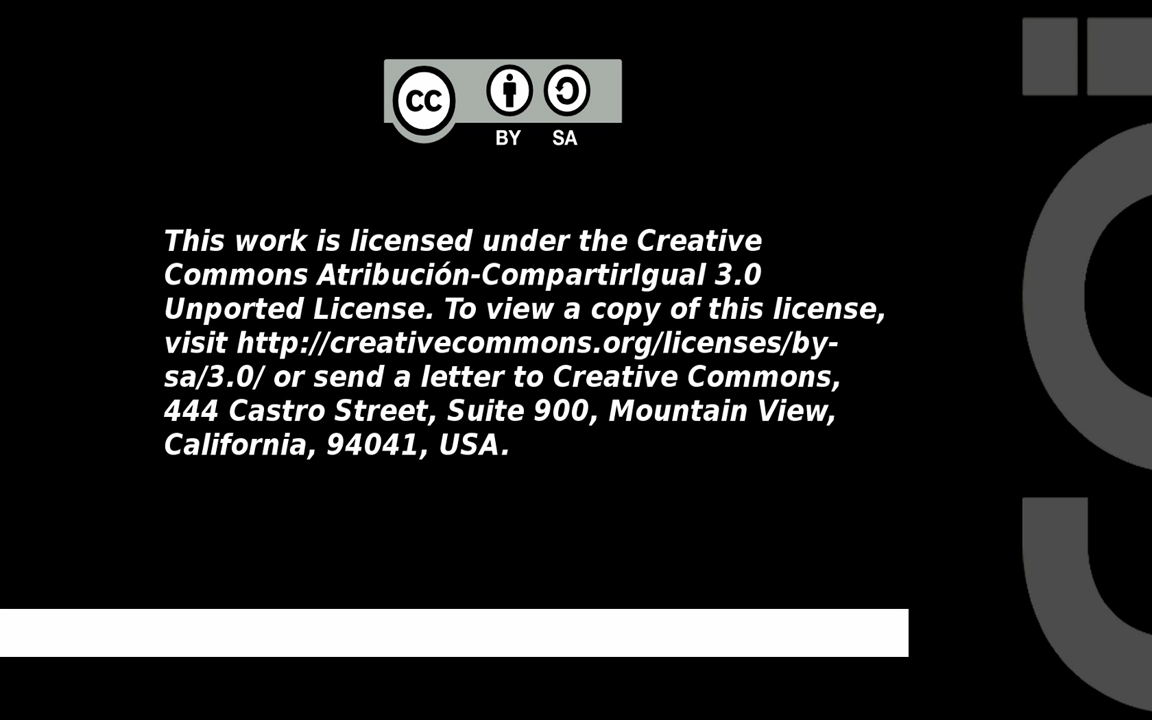 cc
BY SA
This work is licensed under the Creative
Commons Atribución-CompartirIgual 3.0
Unported License. To view a copy of this license,
visit http://creativecommons.org/licenses/by-
sa/3.0/ or send a letter to Creative Commons,
444 Castro Street, Suite 900, Mountain View,
California, 94041, USA.